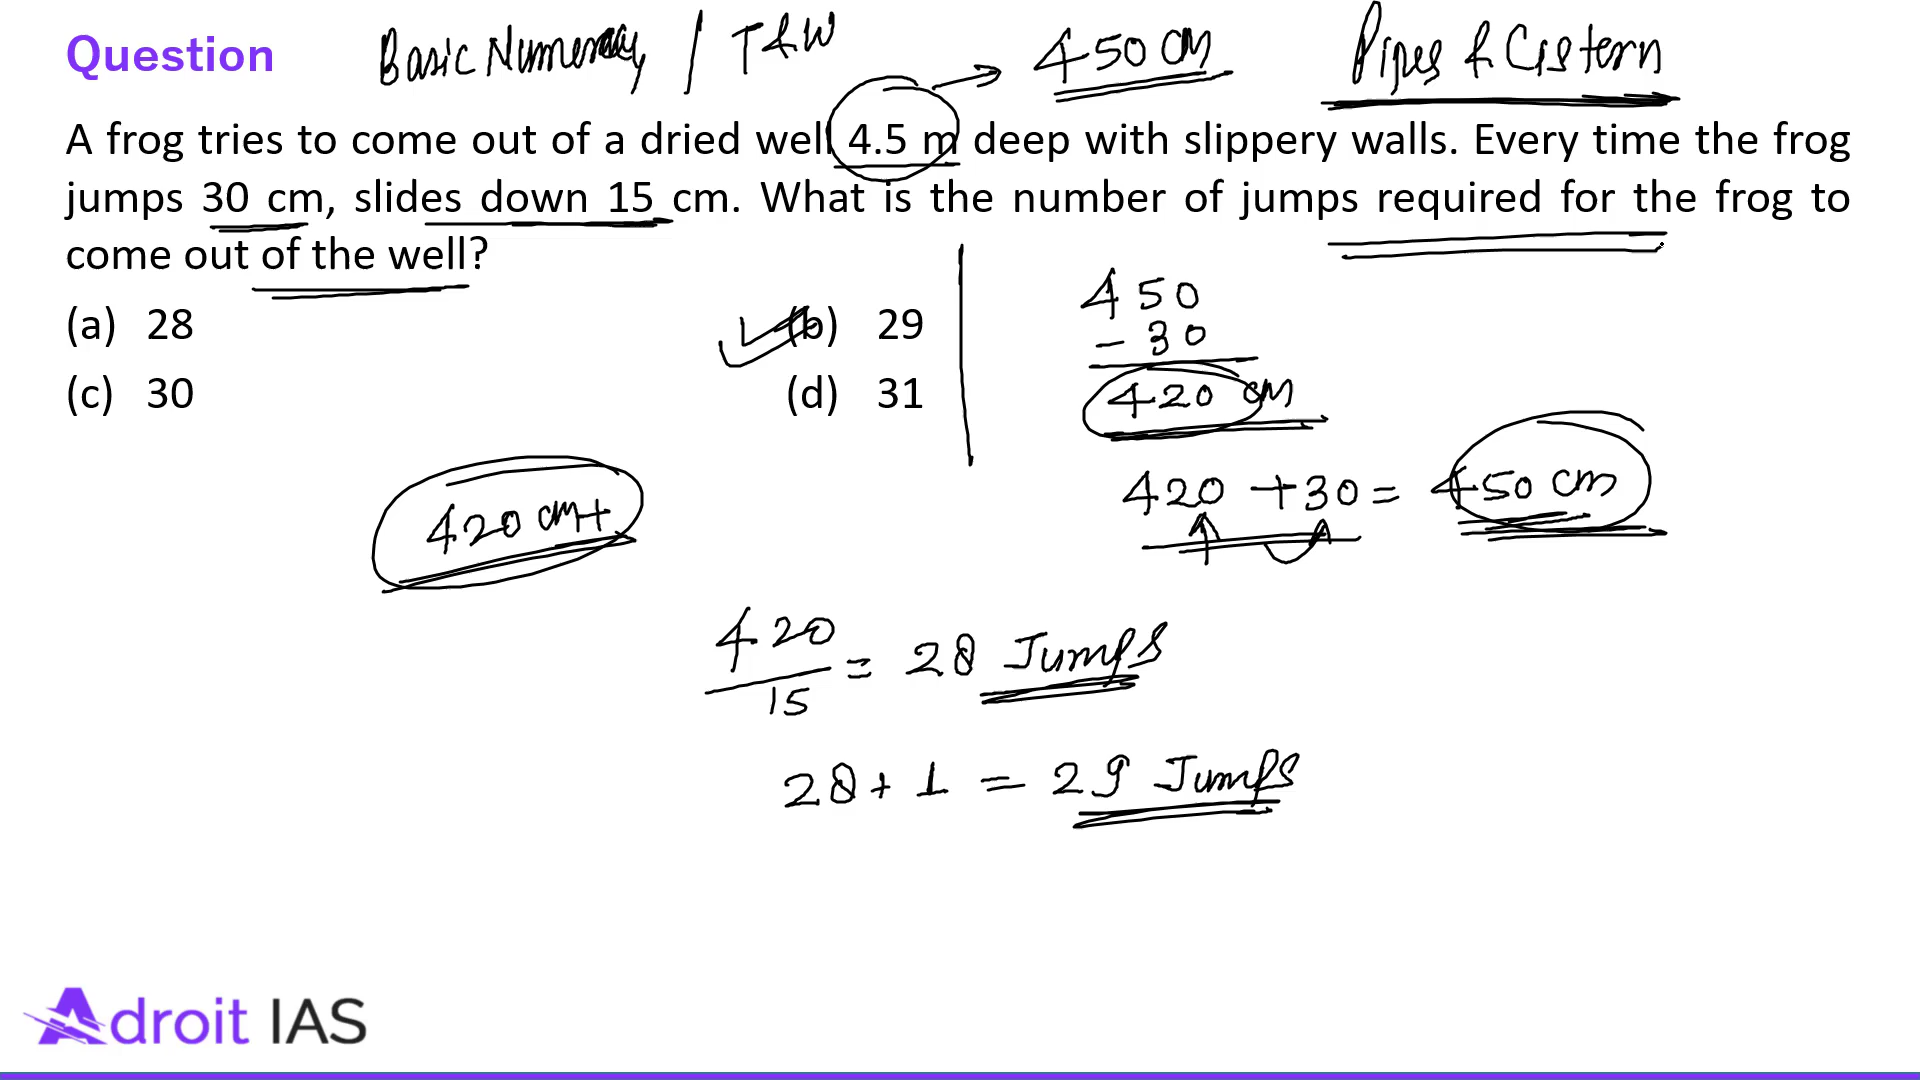 Question Basic Numeracy / T & W 450 cm Pipes & Cistern
A frog tries to come out of a dried well 4.5 m deep with slippery walls. Every time the frog
jumps 30 cm, slides down 15 cm. What is the number of jumps required for the frog to
come out of the well?
(a) 28 (b) 29
(c) 30 (d) 31
450
- 30
420 cm
420 + 30 = 450 cm
420 cm+
420
15
= 28 Jumps
28 + 1 = 29 Jumps
Adroit IAS